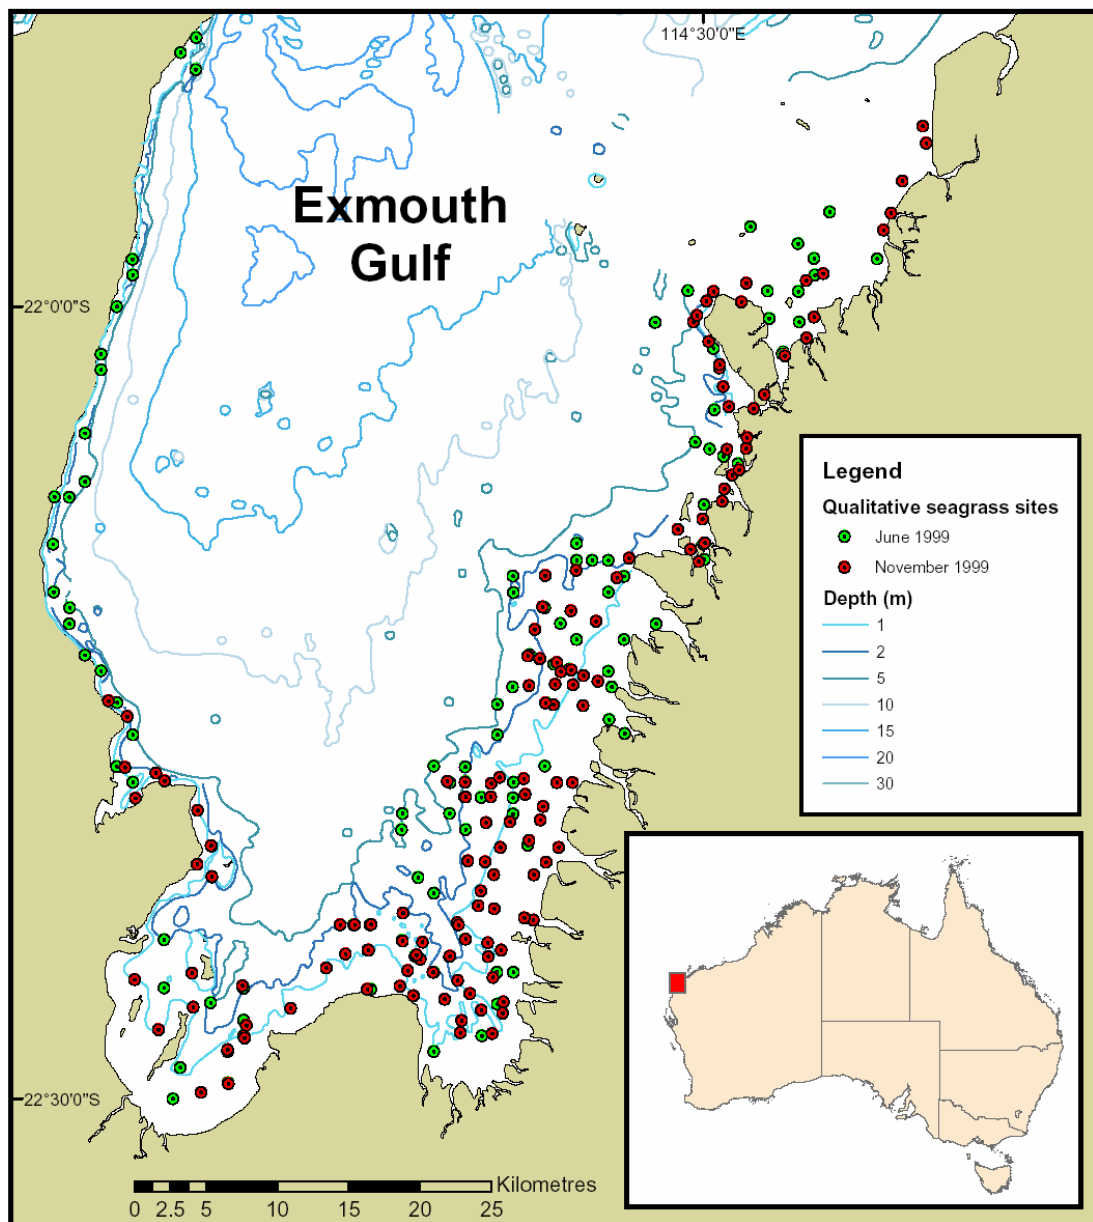 114°30'0"E
Exmouth
Gulf
22°0'0"S
Legend
Qualitative seagrass sites
June 1999
November 1999
Depth (m)
1
2
5
10
15
20
30
22°30'0"S
Kilometres
0 2.5 5 10 15 20 25